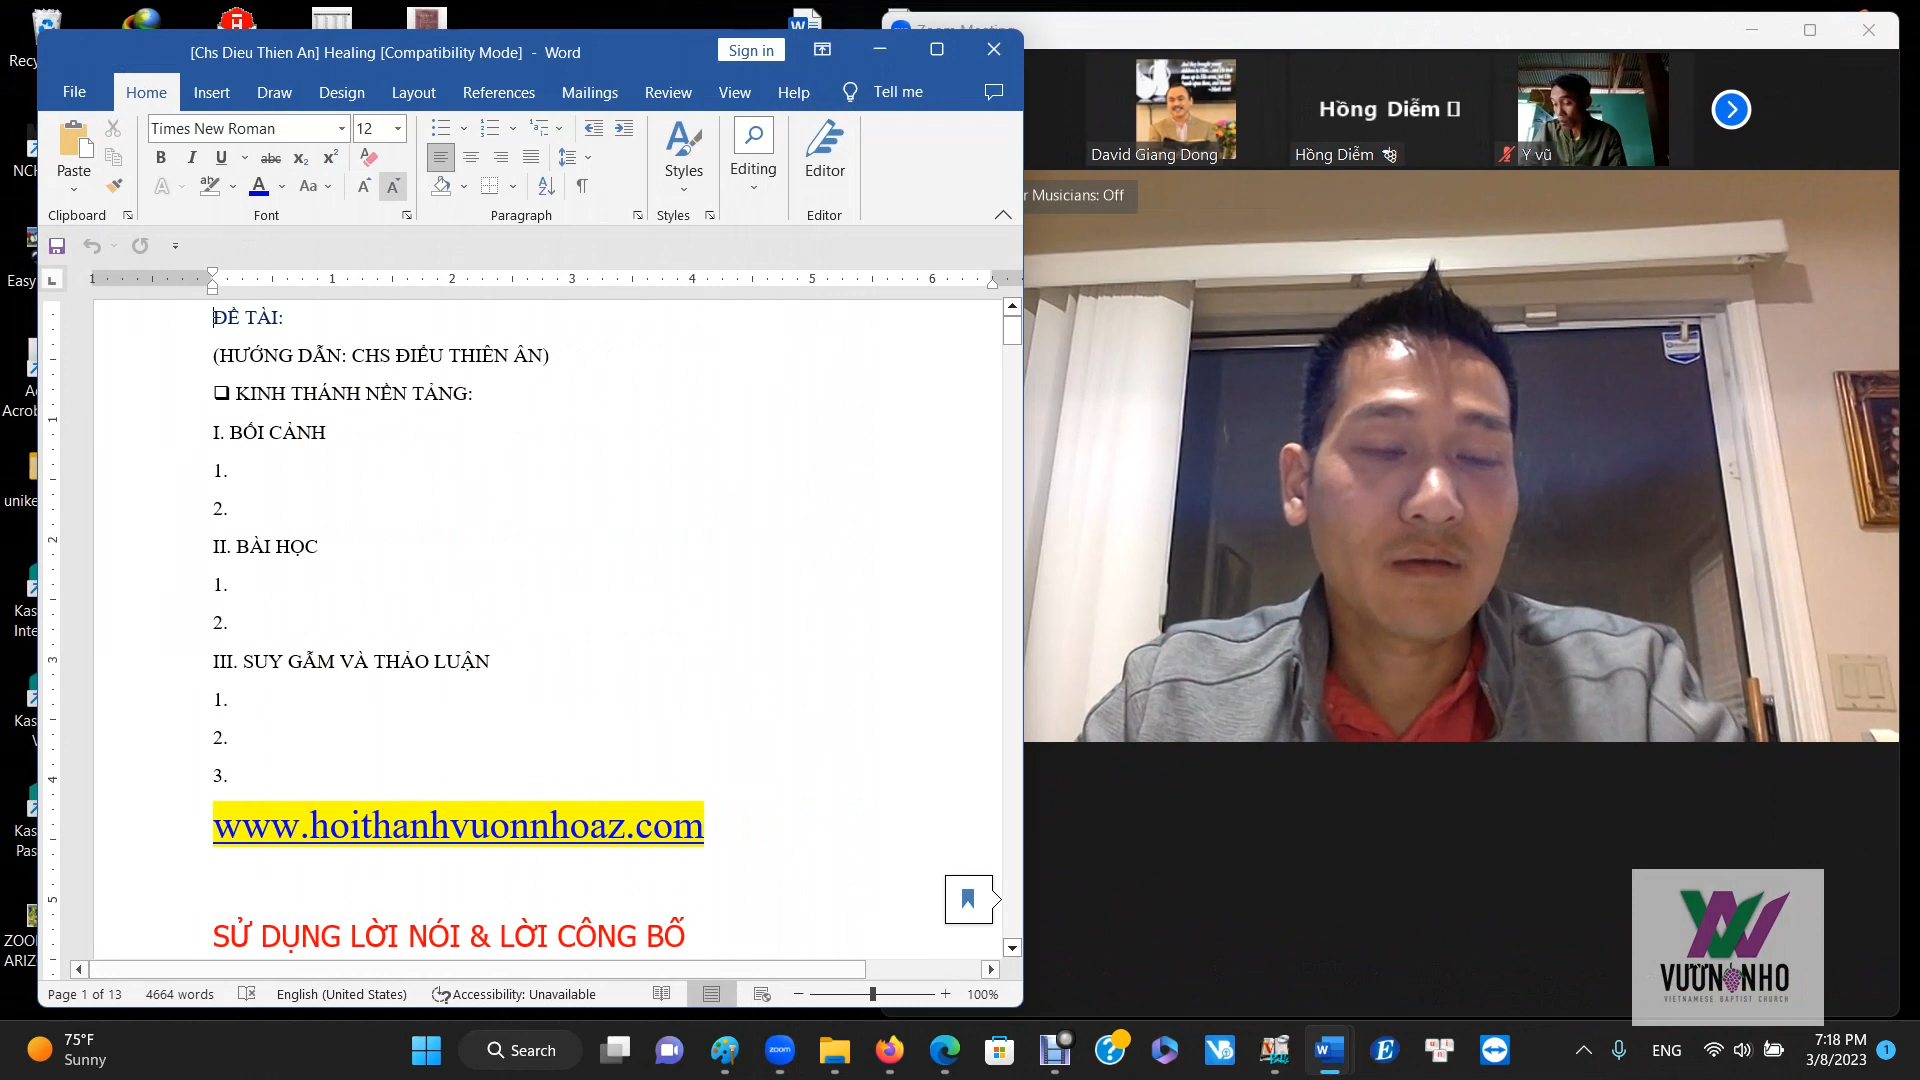 [Chs Dieu Thien An] Healing [Compatibility Mode] - Word
Sign in
File Home Insert Draw Design Layout References Mailings Review View Help Tell me
Times New Roman 12
Paste Styles Editing Editor
Clipboard Font Paragraph Styles Editor
ĐỀ TÀI:
(HƯỚNG DẪN: CHS ĐIỂU THIÊN ÂN)
KINH THÁNH NỀN TẢNG:
I. BỐI CẢNH
1.
2.
II. BÀI HỌC
1.
2.
III. SUY GẪM VÀ THẢO LUẬN
1.
2.
3.
www.hoithanhvuonnhoaz.com
SỬ DỤNG LỜI NÓI & LỜI CÔNG BỐ
Page 1 of 13 4664 words English (United States) Accessibility: Unavailable 100%
Zoom Meeting
David Giang Dong
Hồng Diễm
Hồng Diễm
Y vũ
r Musicians: Off
VƯỜN NHO
VIETNAMESE BAPTIST CHURCH
75°F
Sunny
Search
ENG
7:18 PM
3/8/2023
1